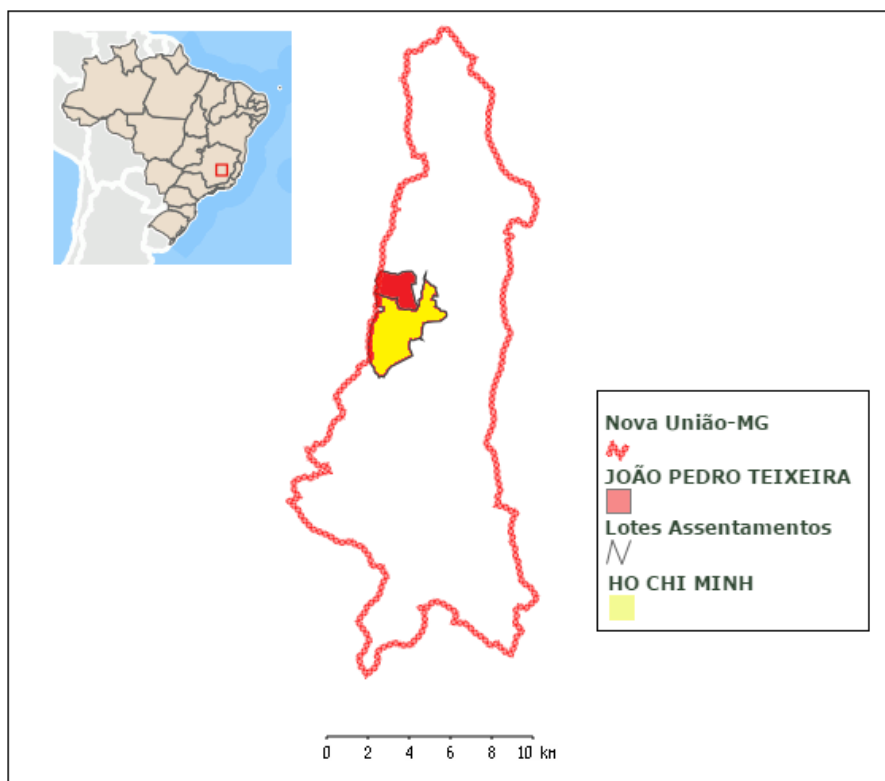 Nova União-MG
JOÃO PEDRO TEIXEIRA
Lotes Assentamentos
HO CHI MINH
0 2 4 6 8 10 km